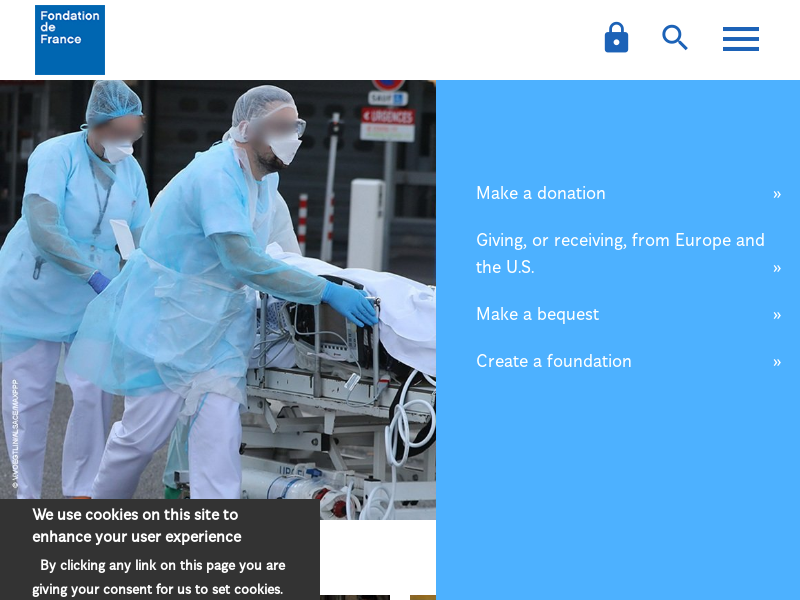 Fondation
de
France
SAUF
URGENCES
Make a donation »
Giving, or receiving, from Europe and
the U.S. »
Make a bequest »
Create a foundation »
We use cookies on this site to
enhance your user experience
By clicking any link on this page you are
giving your consent for us to set cookies.